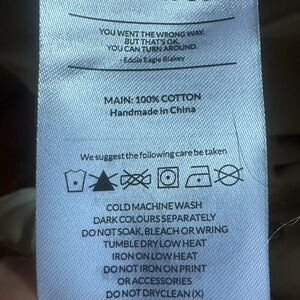 YOU WENT THE WRONG WAY.
BUT THAT'S OK.
YOU CAN TURN AROUND.
- Eddie Eagle Blakey
MAIN: 100% COTTON
Handmade in China
We suggest the following care be taken
COLD MACHINE WASH
DARK COLOURS SEPARATELY
DO NOT SOAK, BLEACH OR WRING
TUMBLE DRY LOW HEAT
IRON ON LOW HEAT
DO NOT IRON ON PRINT
OR ACCESSORIES
DO NOT DRYCLEAN (X)